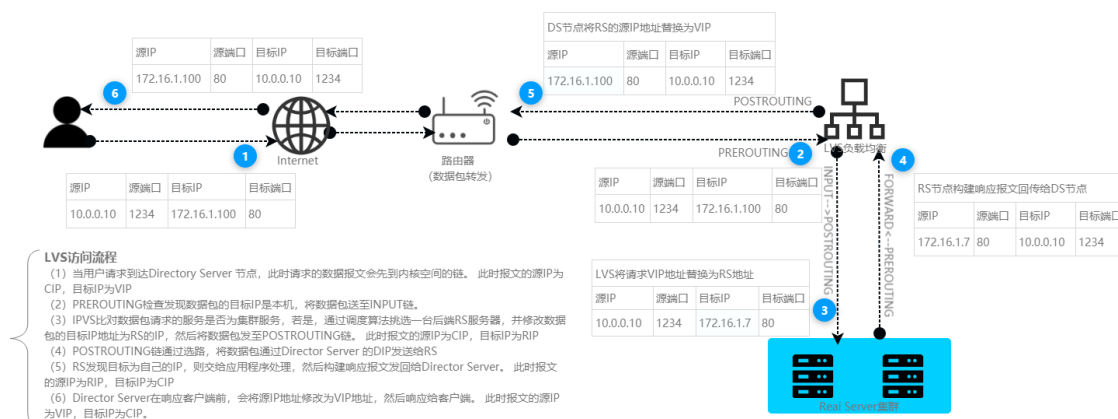 DS节点将RS的源IP地址替换为VIP
源IP 源端口 目标IP 目标端口
172.16.1.100 80 10.0.0.10 1234
源IP 源端口 目标IP 目标端口
172.16.1.100 80 10.0.0.10 1234
6
5
POSTROUTING
1
Internet
路由器
(数据包转发)
PREROUTING
2
LVS负载均衡
4
源IP 源端口 目标IP 目标端口
10.0.0.10 1234 172.16.1.100 80
源IP 源端口 目标IP 目标端口
10.0.0.10 1234 172.16.1.100 80
INPUT-->POSTROUTING
FORWARD<--PREROUTING
RS节点构建响应报文回传给DS节点
源IP 源端口 目标IP 目标端口
172.16.1.7 80 10.0.0.10 1234
LVS将请求VIP地址替换为RS地址
源IP 源端口 目标IP 目标端口
10.0.0.10 1234 172.16.1.7 80
3
Real Server集群
LVS访问流程
(1)当用户请求到达Directory Server 节点，此时请求的数据报文会先到内核空间的链。 此时报文的源IP为
CIP，目标IP为VIP
(2)PREROUTING检查发现数据包的目标IP是本机，将数据包送至INPUT链。
(3)IPVS比对数据包请求的服务是否为集群服务，若是，通过调度算法挑选一台后端RS服务器，并修改数据
包的目标IP地址为RS的IP，然后将数据包发至POSTROUTING链。 此时报文的源IP为CIP，目标IP为RIP
(4)POSTROUTING链通过选路，将数据包通过Director Server 的DIP发送给RS
(5)RS发现目标为自己的IP，则交给应用程序处理，然后构建响应报文发回给Director Server。 此时报文
的源IP为RIP，目标IP为CIP
(6)Director Server在响应客户端前，会将源IP地址修改为VIP地址，然后响应给客户端。 此时报文的源IP
为VIP，目标IP为CIP。